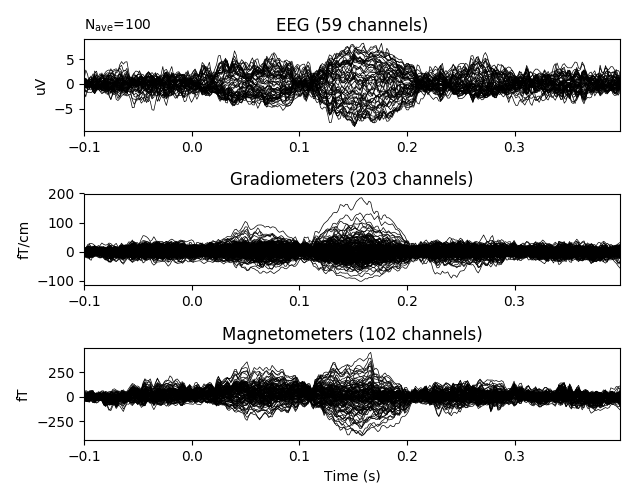 Nave=100
EEG (59 channels)
5
0
−5
uV
−0.1 0.0 0.1 0.2 0.3
Gradiometers (203 channels)
200
100
0
−100
fT/cm
−0.1 0.0 0.1 0.2 0.3
Magnetometers (102 channels)
250
0
−250
fT
−0.1 0.0 0.1 0.2 0.3
Time (s)